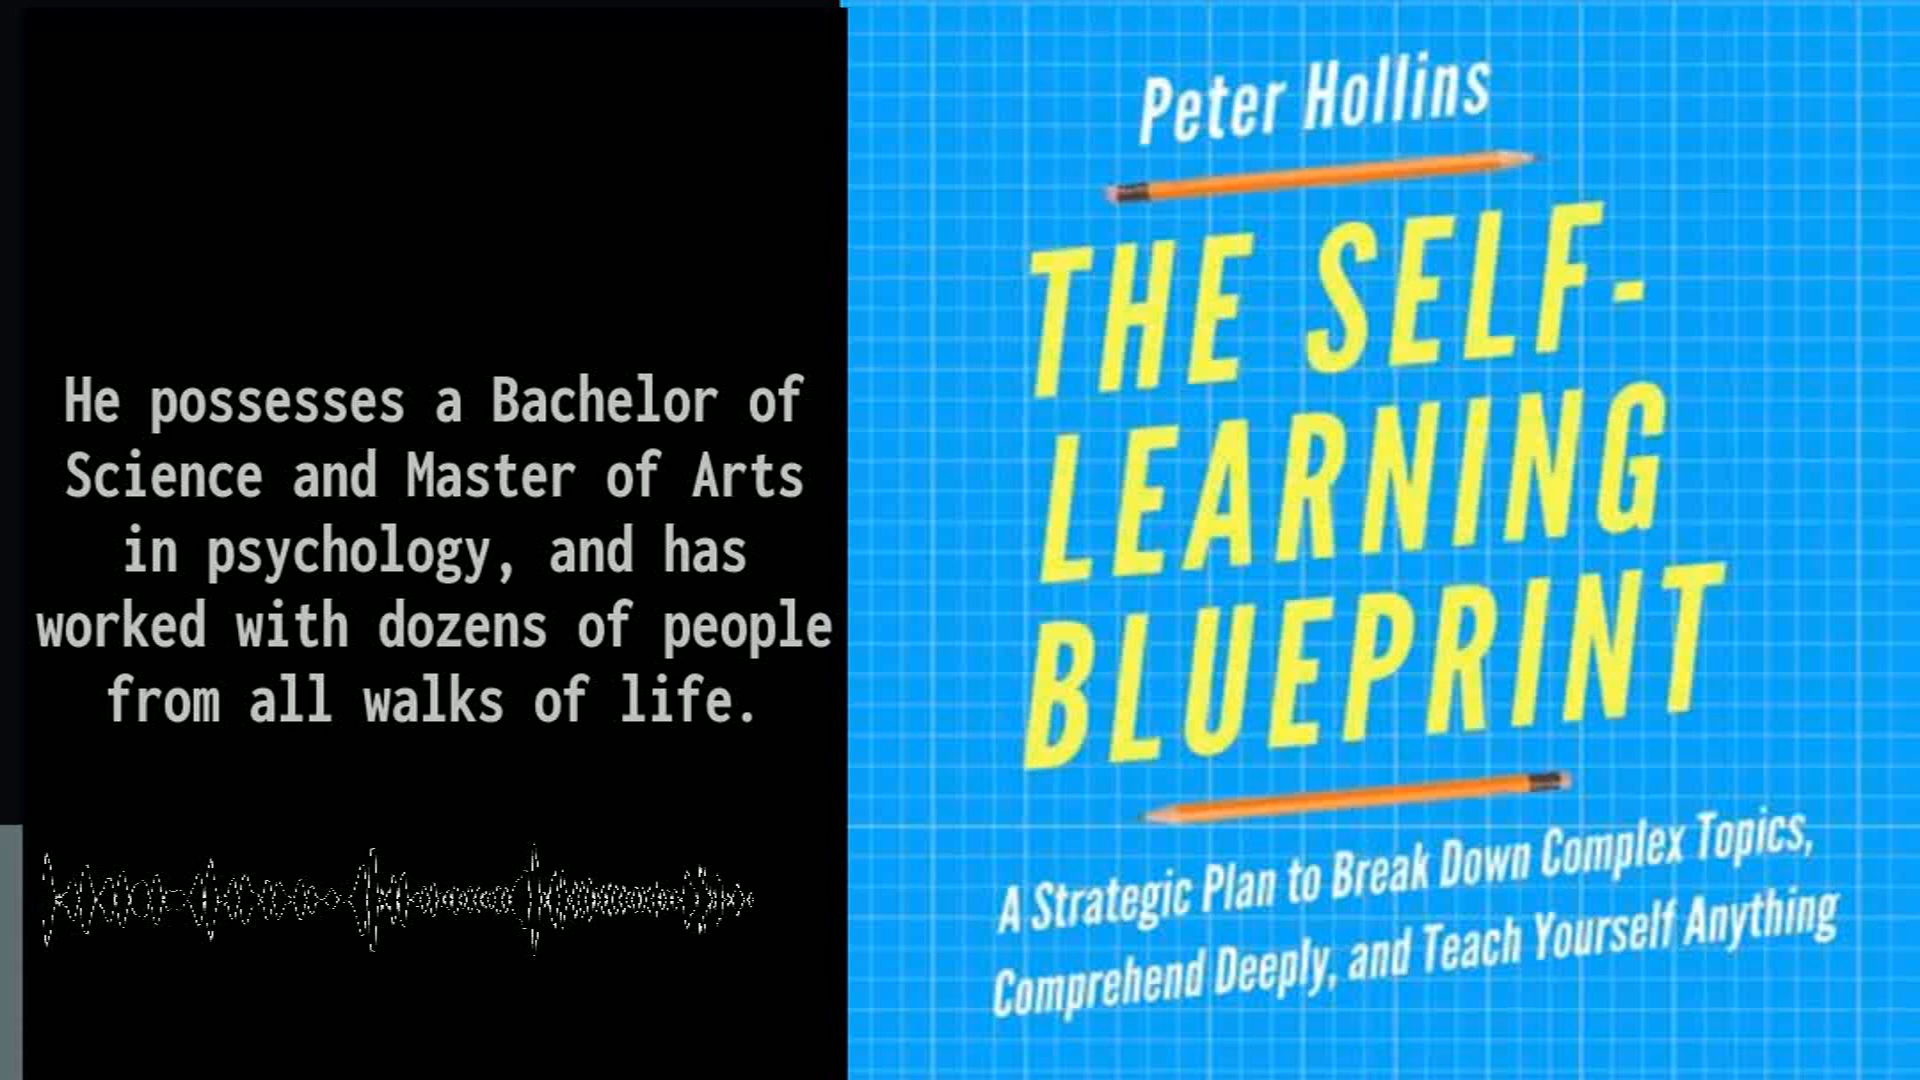 He possesses a Bachelor of
Science and Master of Arts
in psychology, and has
worked with dozens of people
from all walks of life.
Peter Hollins
THE SELF-
LEARNING
BLUEPRINT
A Strategic Plan to Break Down Complex Topics,
Comprehend Deeply, and Teach Yourself Anything